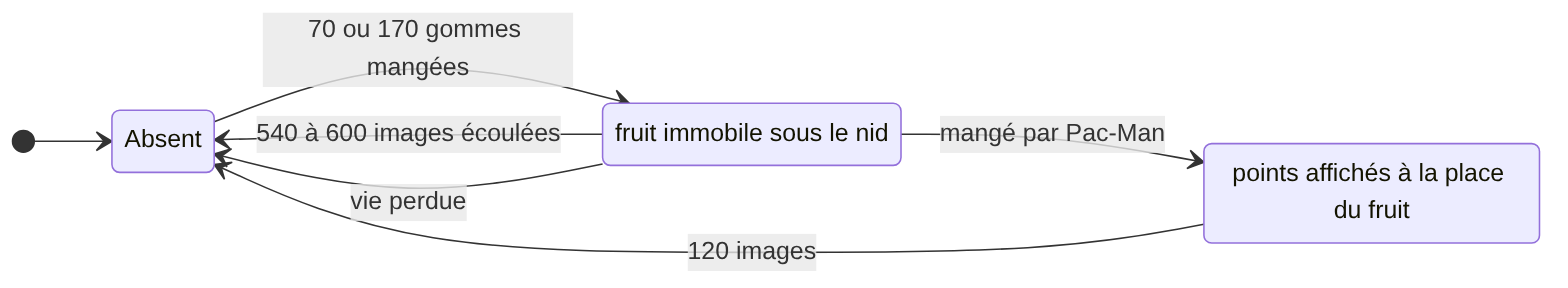 70 ou 170 gommes
mangées
Absent
540 à 600 images écoulées
fruit immobile sous le nid
mangé par Pac-Man
vie perdue
points affichés à la place
du fruit
120 images